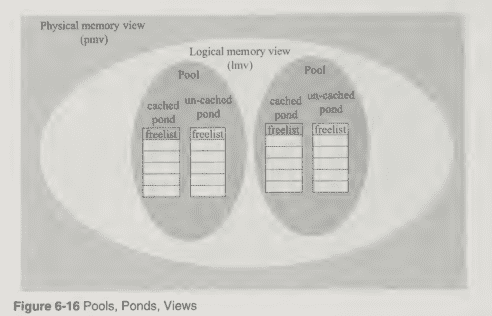 Physical memory view
(pmv)
Logical memory view
(lmv)
Pool
cached
pond
un-cached
pond
freelist
freelist
Pool
cached
pond
un-cached
pond
freelist
freelist
Figure 6-16 Pools, Ponds, Views